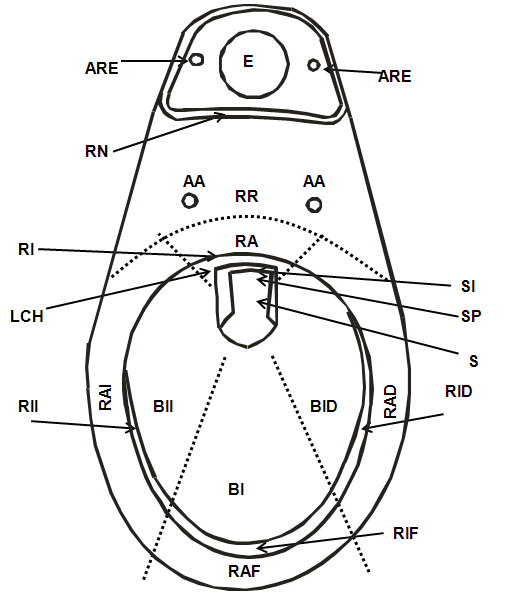 E
ARE
ARE
RN
AA
AA
RR
RA
RI
SI
LCH
SP
S
RAI
RAD
RID
RII
BII
BID
BI
RIF
RAF